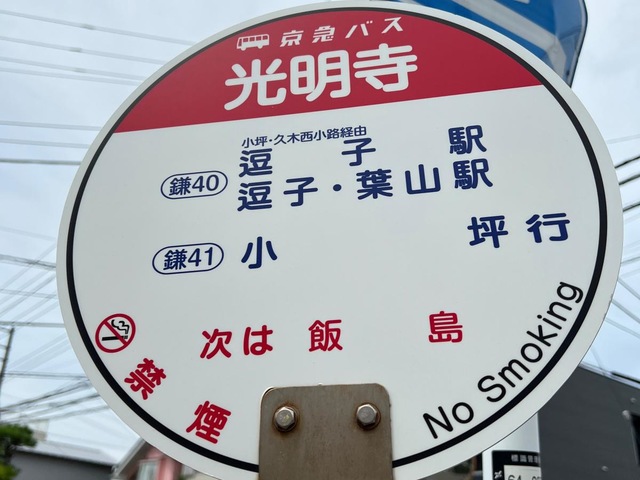 京急バス
光明寺
小坪・久木西小路経由
鎌40 逗子駅
逗子・葉山駅
鎌41 小坪行
次は飯島
禁煙
No Smoking